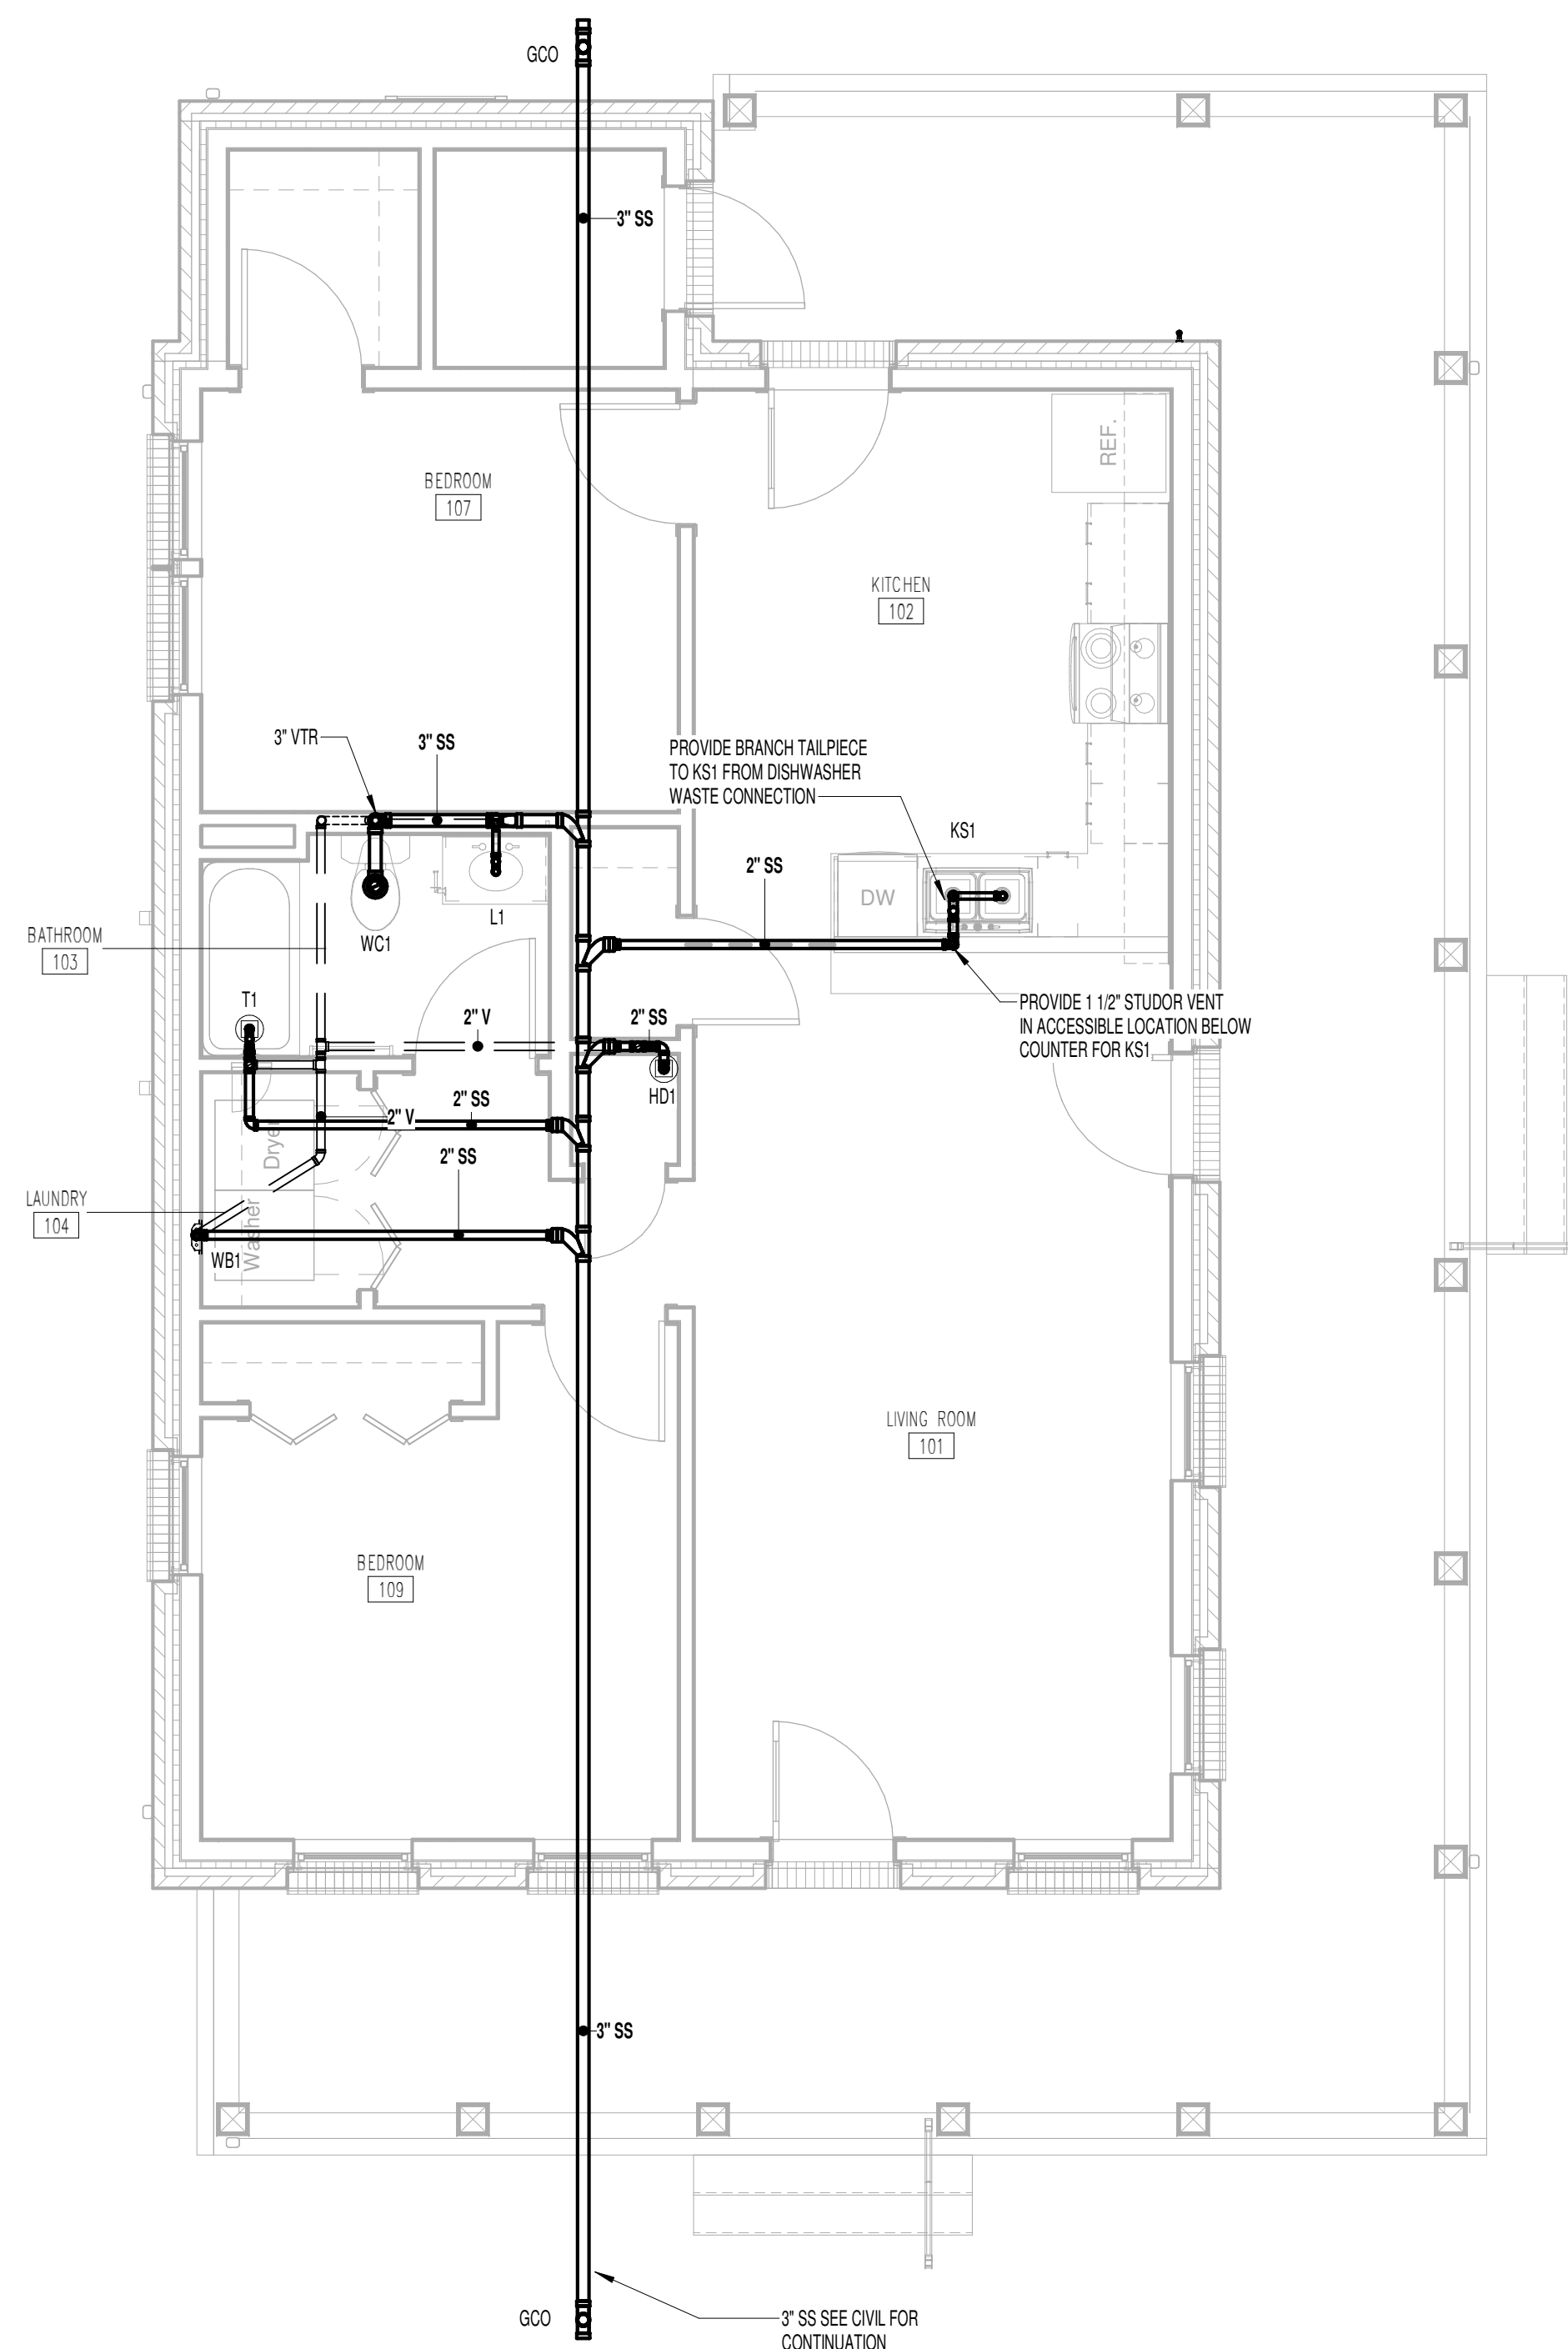 GCO
3" SS
BEDROOM
107
REF.
KITCHEN
102
3" VTR
3" SS
PROVIDE BRANCH TAILPIECE
TO KS1 FROM DISHWASHER
WASTE CONNECTION
KS1
2" SS
DW
L1
WC1
BATHROOM
103
T1
2" V
2" SS
PROVIDE 1 1/2" STUDOR VENT
IN ACCESSIBLE LOCATION BELOW
COUNTER FOR KS1
HD1
2" SS
2" V
Dryer
2" SS
LAUNDRY
104
Washer
WB1
LIVING ROOM
101
BEDROOM
109
3" SS
GCO
3" SS SEE CIVIL FOR
CONTINUATION